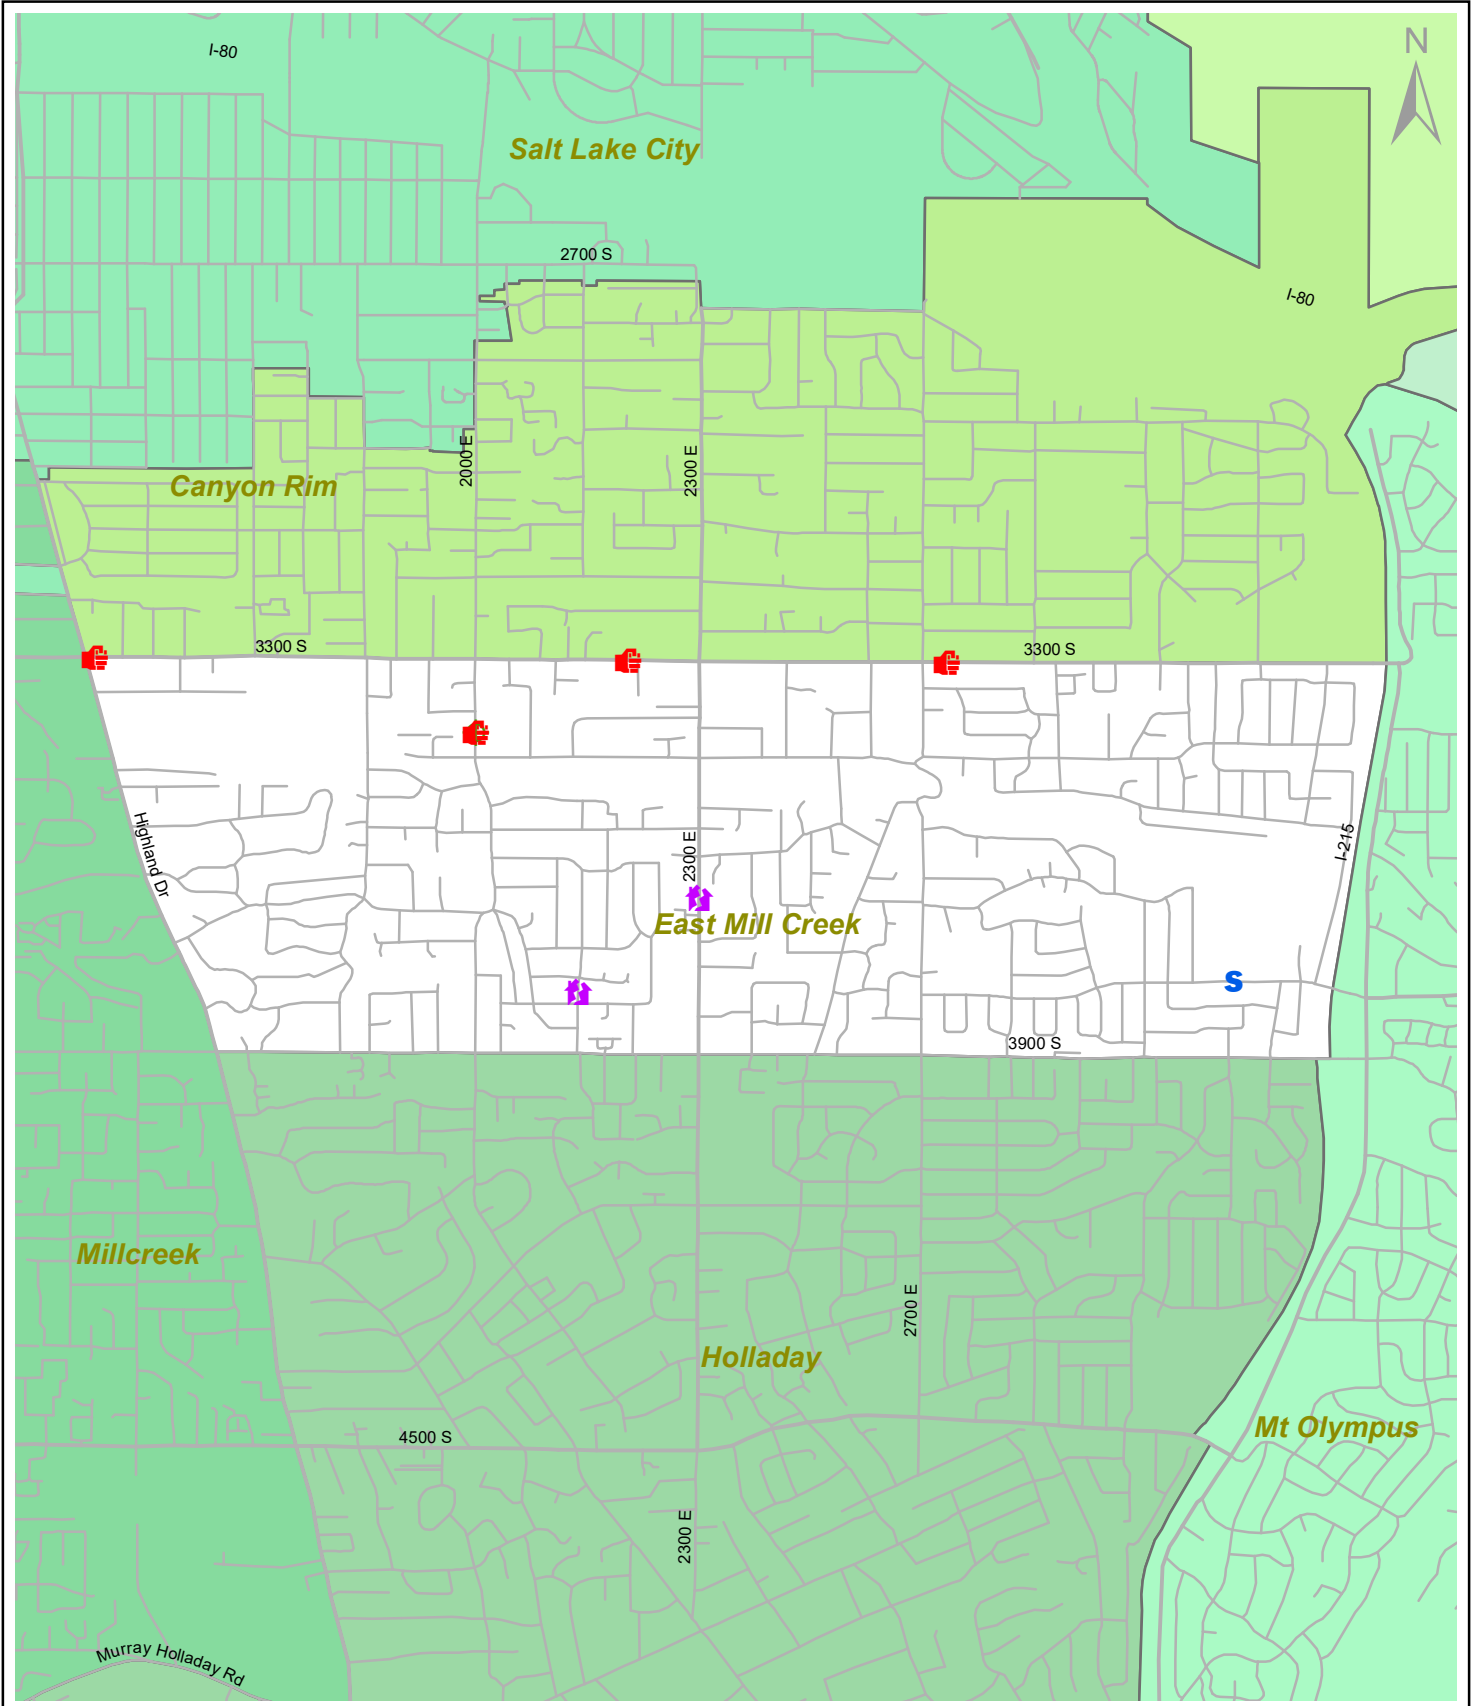 I-80
N
Salt Lake City
2700 S
I-80
2000 E
2300 E
Canyon Rim
3300 S
3300 S
Highland Dr
2300 E
I-215
East Mill Creek
S
3900 S
Millcreek
2700 E
Holladay
4500 S
Mt Olympus
2300 E
Murray Holladay Rd